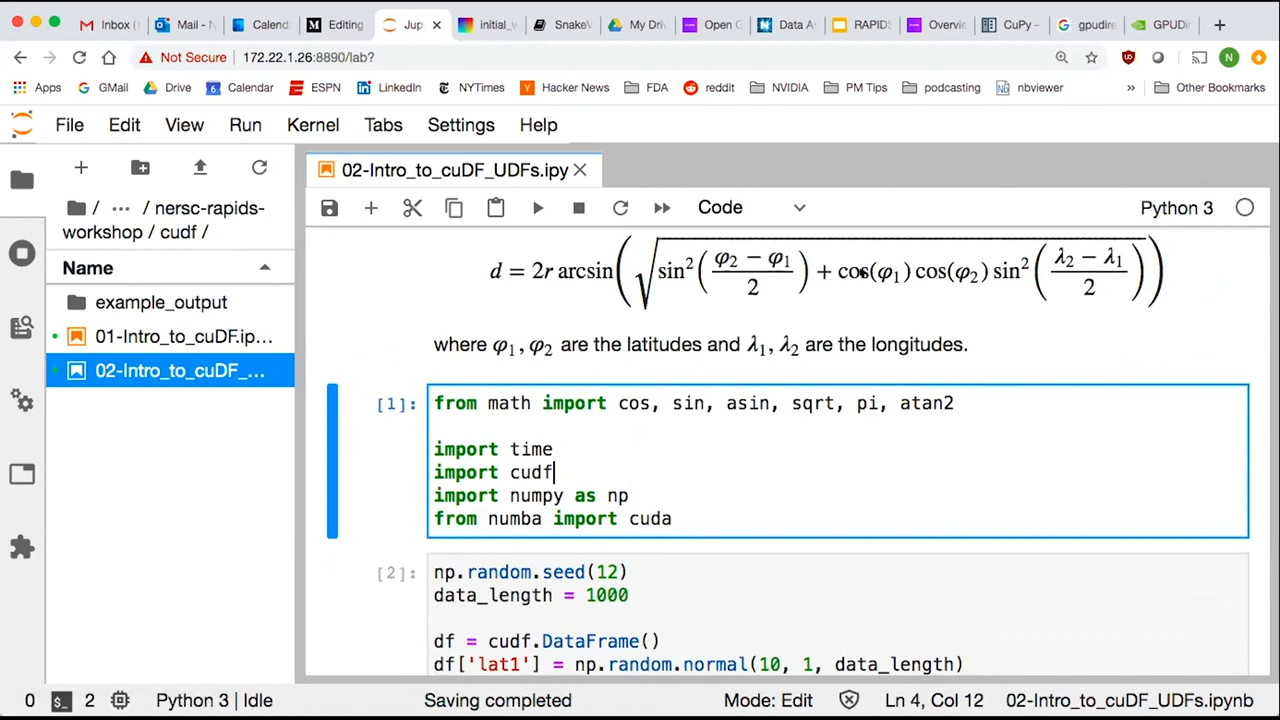 Inbox (
Mail - N
Calend
Editing
Jup
initial_v
SnakeV
My Dri
Open G
Data A
RAPIDS
Overvie
CuPy –
gpudire
GPUDi
Not Secure
172.22.1.26:8890/lab?
N
Apps
GMail
Drive
Calendar
ESPN
LinkedIn
NYTimes
Hacker News
FDA
reddit
NVIDIA
PM Tips
podcasting
nbviewer
»
Other Bookmarks
File
Edit
View
Run
Kernel
Tabs
Settings
Help
/ ··· / nersc-rapids-
workshop / cudf /
Name
example_output
01-Intro_to_cuDF.ip...
02-Intro_to_cuDF_...
02-Intro_to_cuDF_UDFs.ipy
Code
Python 3
d = 2r arcsin(√(sin²((φ₂ − φ₁)/2) + cos(φ₁) cos(φ₂) sin²((λ₂ − λ₁)/2)))
where φ₁, φ₂ are the latitudes and λ₁, λ₂ are the longitudes.
[1]: from math import cos, sin, asin, sqrt, pi, atan2
import time
import cudf
import numpy as np
from numba import cuda
[2]: np.random.seed(12)
data_length = 1000
df = cudf.DataFrame()
df['lat1'] = np.random.normal(10, 1, data_length)
0
2
Python 3 | Idle
Saving completed
Mode: Edit
Ln 4, Col 12
02-Intro_to_cuDF_UDFs.ipynb